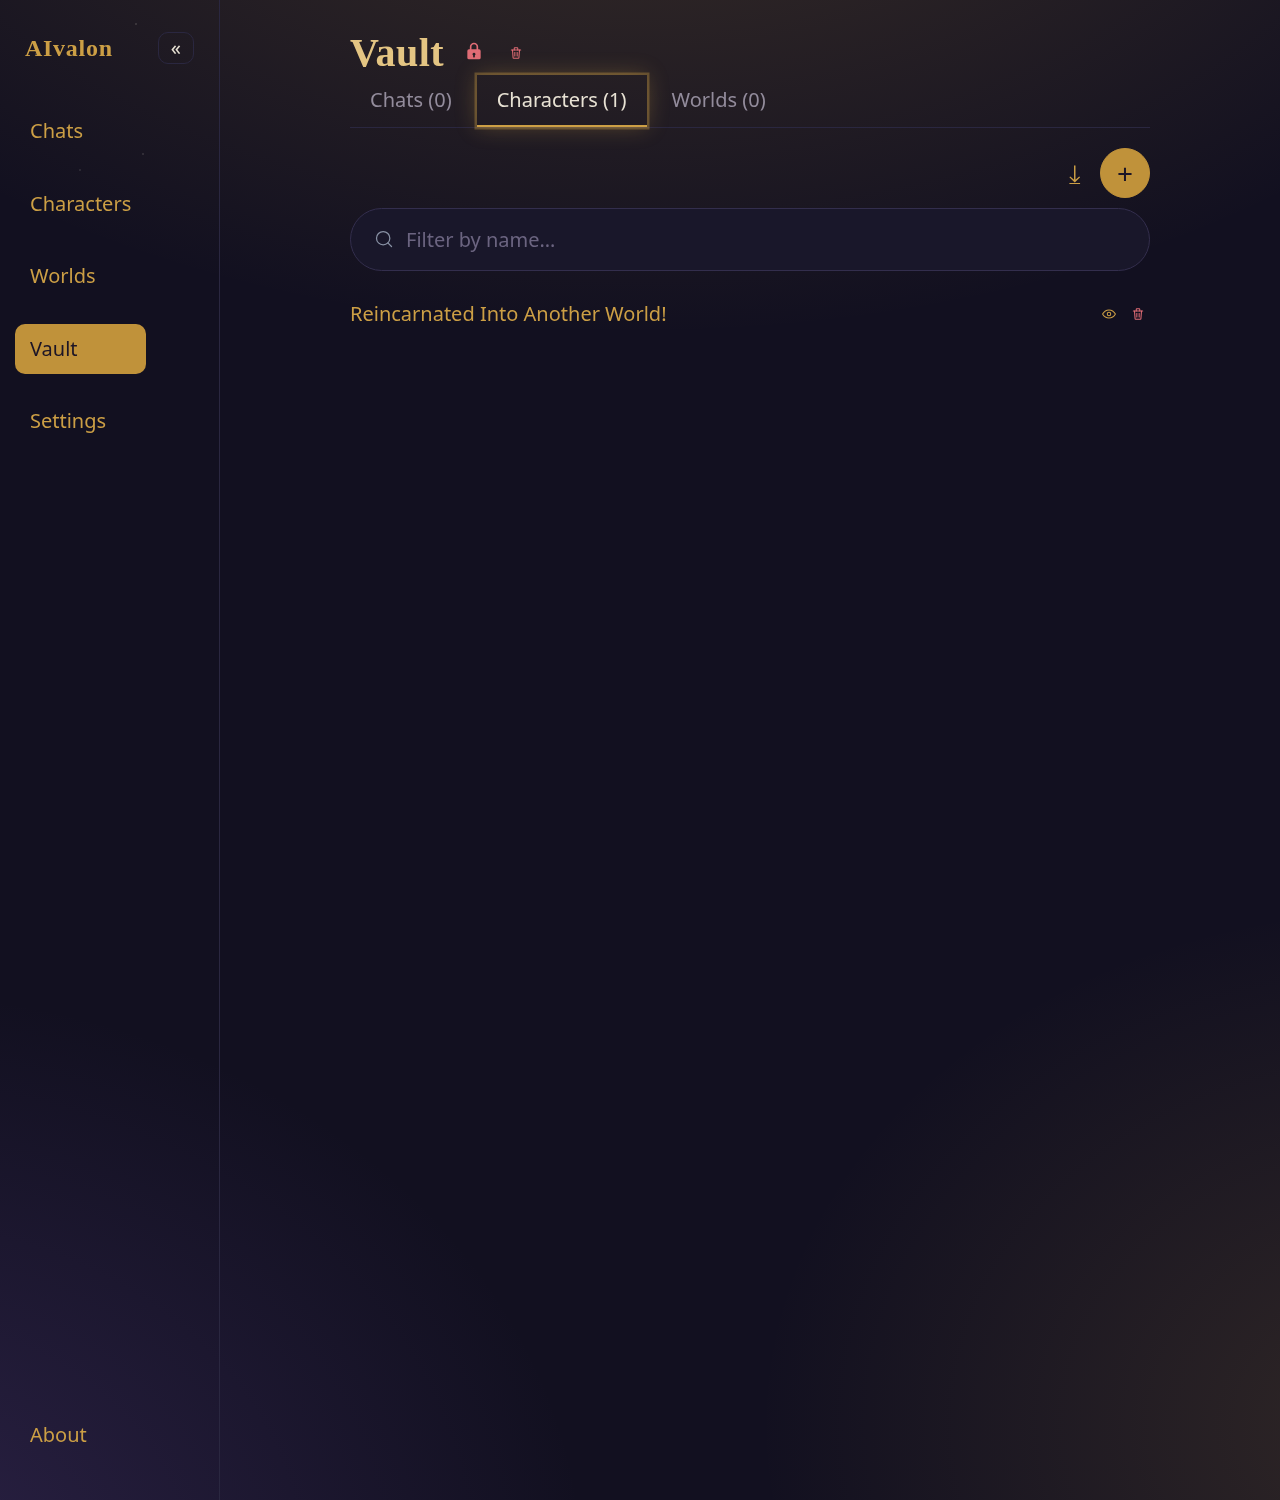 AIvalon
«
Chats
Characters
Worlds
Vault
Settings
About
Vault
Chats (0)
Characters (1)
Worlds (0)
+
Filter by name...
Reincarnated Into Another World!